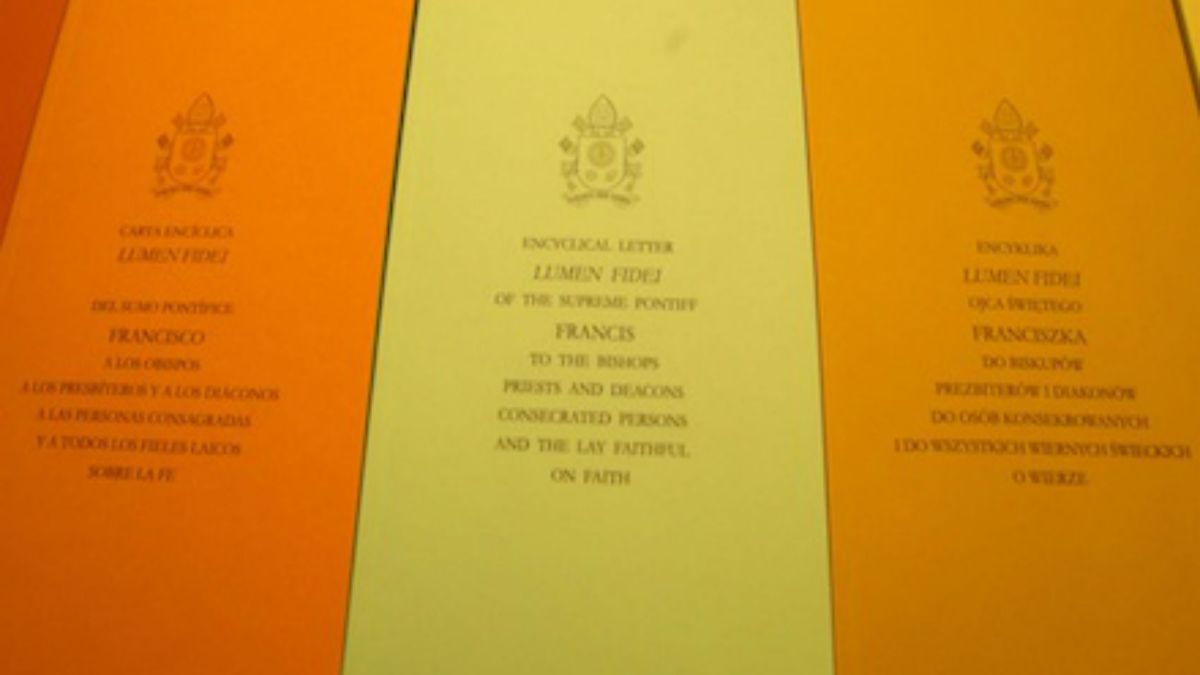 CARTA ENCÍCLICA
LUMEN FIDEI
DEL SUMO PONTÍFICE
FRANCISCO
A LOS OBISPOS
A LOS PRESBÍTEROS Y A LOS DIÁCONOS
A LAS PERSONAS CONSAGRADAS
Y A TODOS LOS FIELES LAICOS
SOBRE LA FE
ENCYCLICAL LETTER
LUMEN FIDEI
OF THE SUPREME PONTIFF
FRANCIS
TO THE BISHOPS
PRIESTS AND DEACONS
CONSECRATED PERSONS
AND THE LAY FAITHFUL
ON FAITH
ENCYKLIKA
LUMEN FIDEI
OJCA ŚWIĘTEGO
FRANCISZKA
DO BISKUPÓW
PREZBITERÓW I DIAKONÓW
DO OSÓB KONSEKROWANYCH
I DO WSZYSTKICH WIERNYCH ŚWIECKICH
O WIERZE